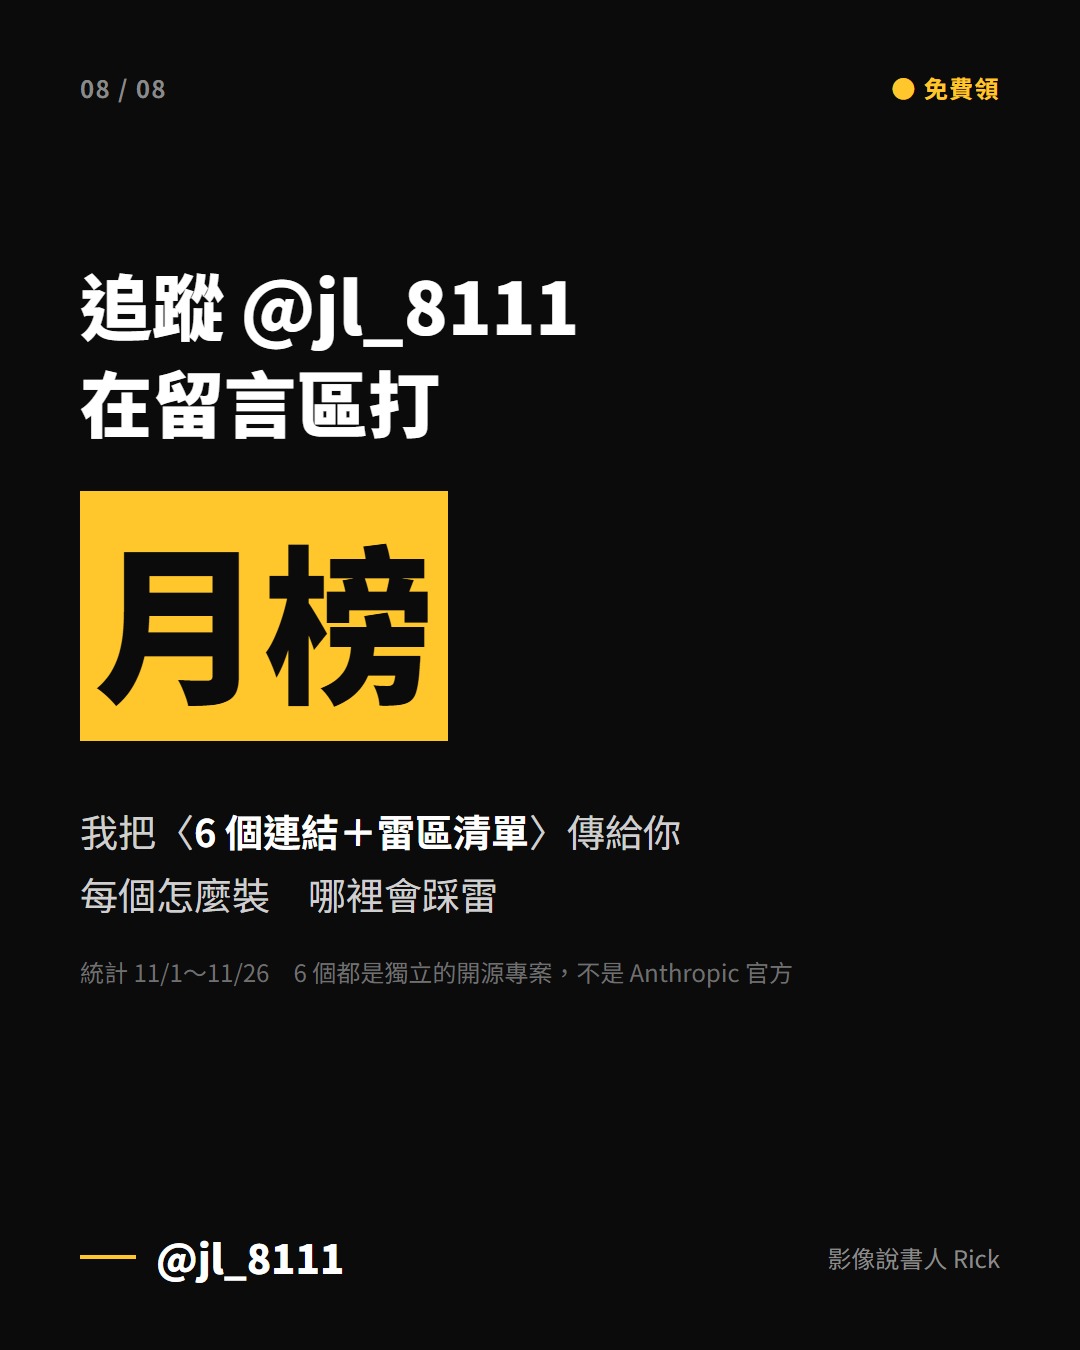 08 / 08
免費領
追蹤 @jl_8111
在留言區打
月榜
我把〈6 個連結＋雷區清單〉傳給你
每個怎麼裝　哪裡會踩雷
統計 11/1～11/26　6 個都是獨立的開源專案，不是 Anthropic 官方
@jl_8111
影像說書人 Rick